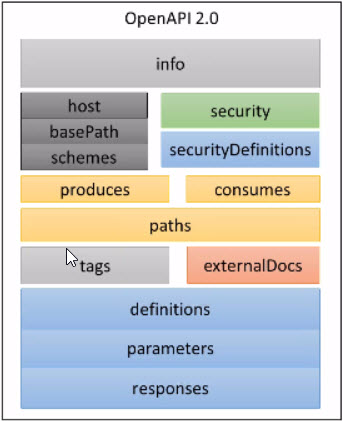 OpenAPI 2.0
info
host
basePath
schemes
security
securityDefinitions
produces
consumes
paths
tags
externalDocs
definitions
parameters
responses